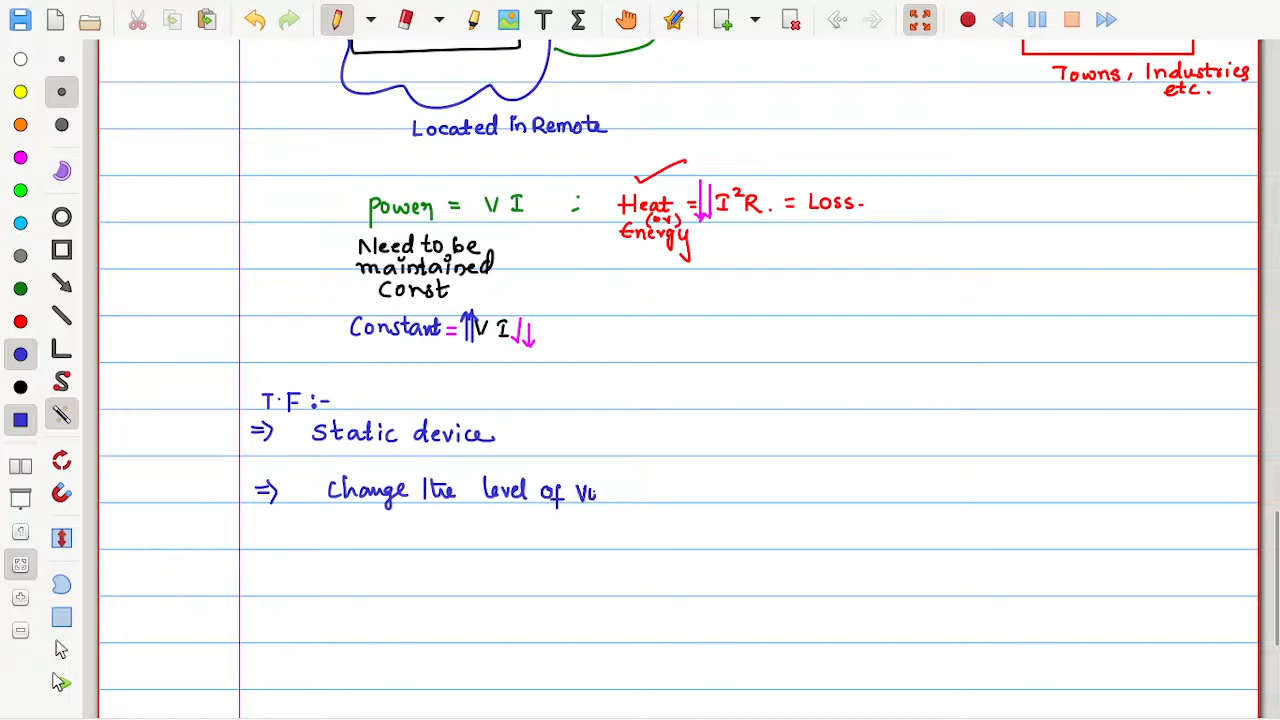 Towns, Industries
etc.
Located in Remote
Power = V I : Heat = ↓↓ I²R. = Loss.
(or)
Energy
Need to be
maintained
Const
Constant = ↑↑ V I ↓↓
T.F :-
⇒ Static device
⇒ Change the level of Vo